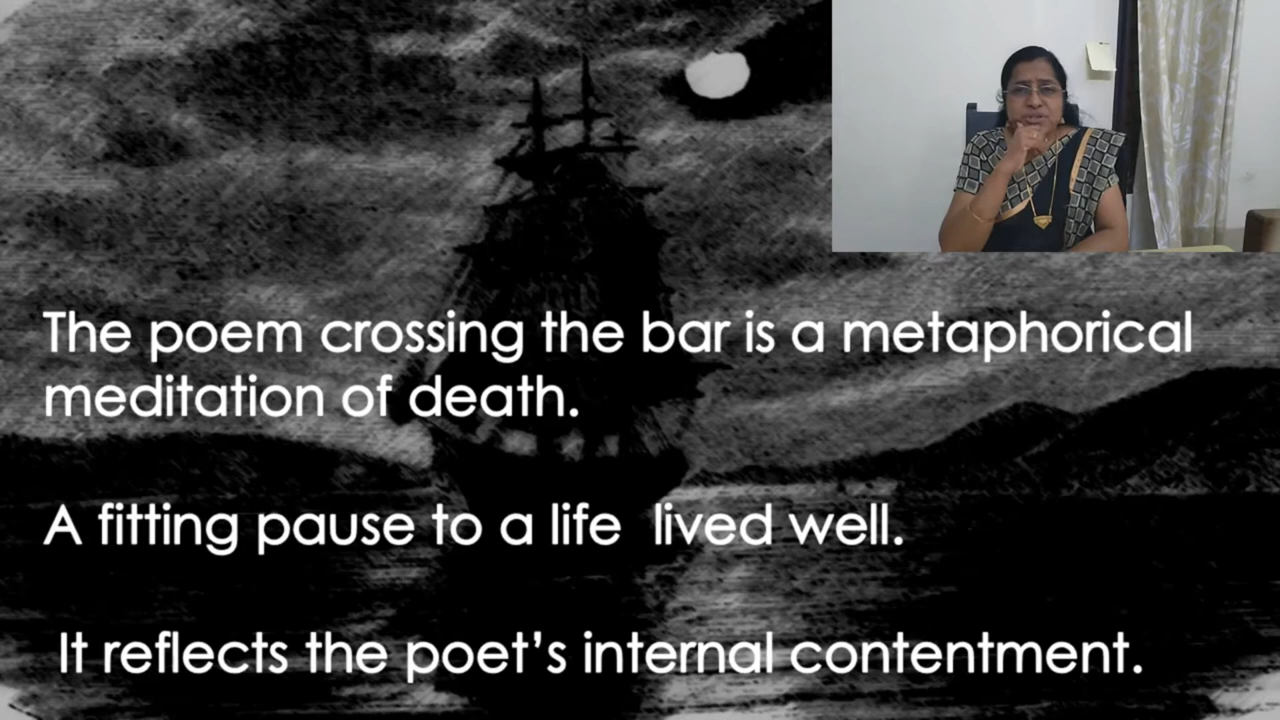 The poem crossing the bar is a metaphorical
meditation of death.
A fitting pause to a life lived well.
It reflects the poet’s internal contentment.